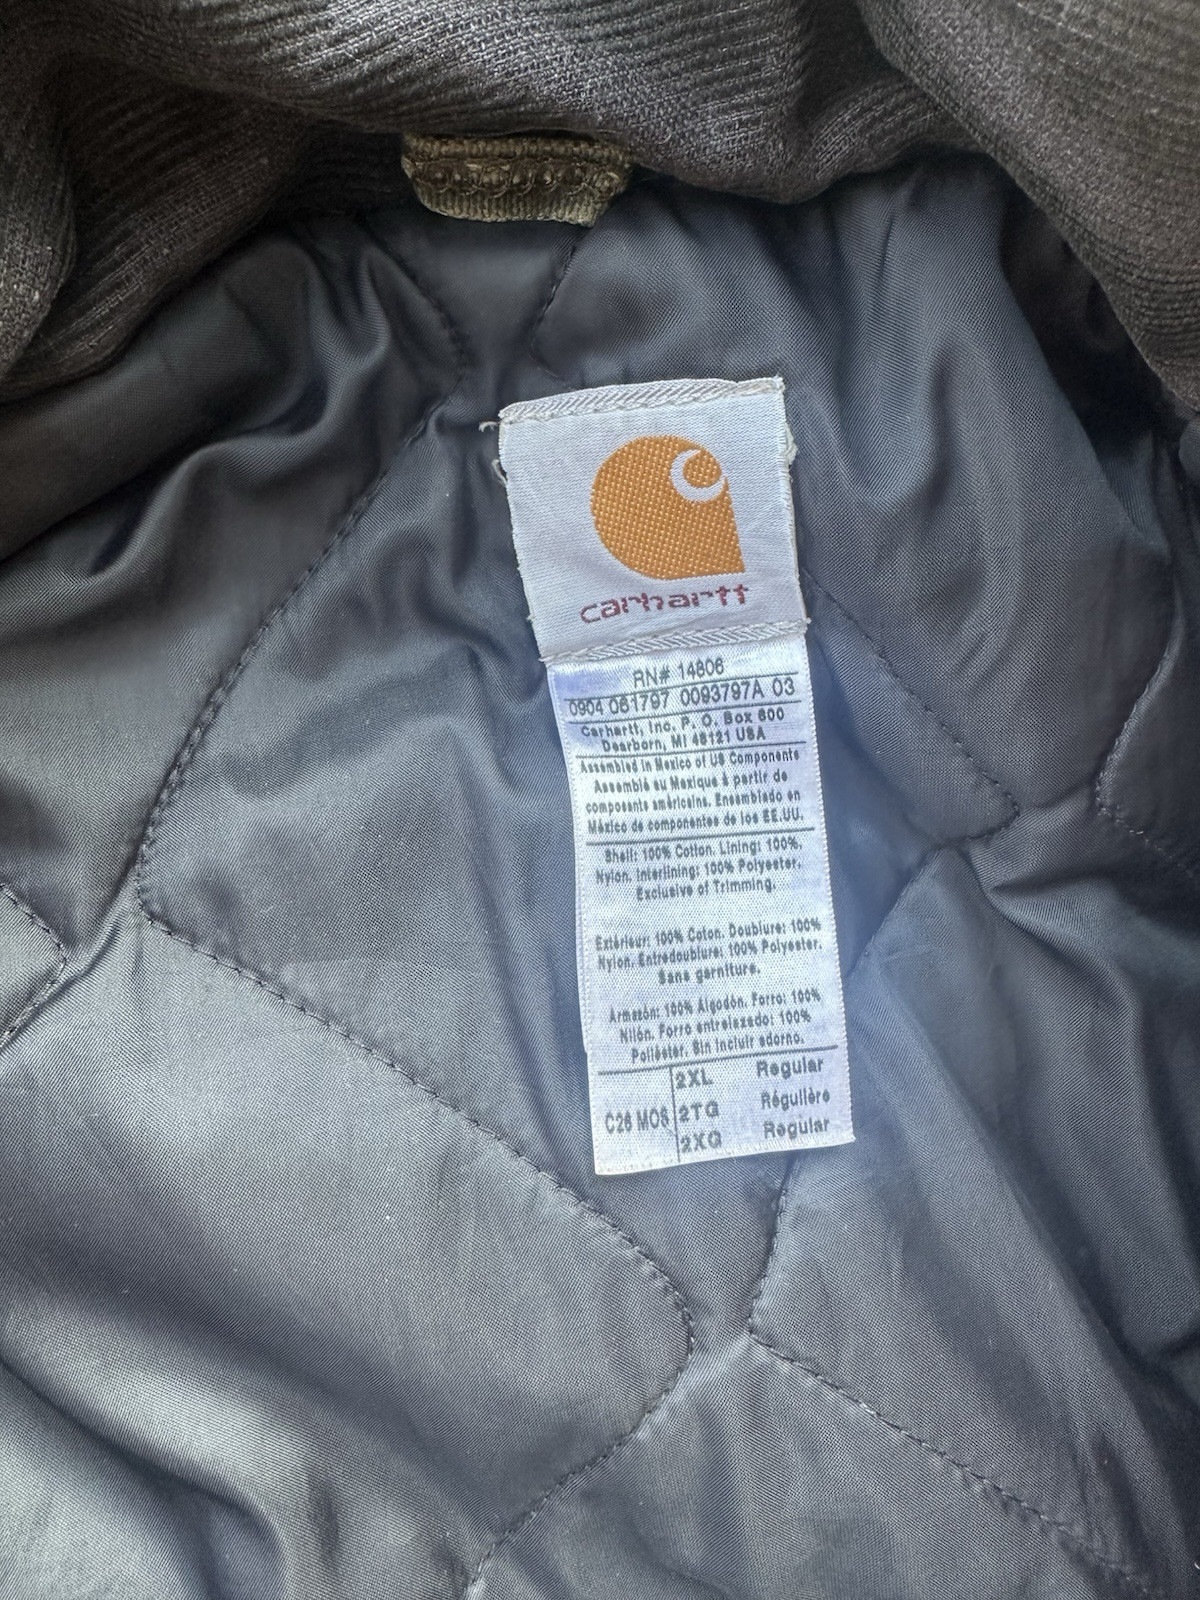 carhartt
RN# 14806
0904 061797 0093797A 03
Carhartt, Inc. P. O. Box 600
Dearborn, MI 48121 USA
Assembled in Mexico of US Components
Assemblé au Mexique à partir de
composants américains. Ensamblado en
México de componentes de los EE.UU.
Shell: 100% Cotton. Lining: 100%.
Nylon. Interlining: 100% Polyester.
Exclusive of Trimming.
Extérieur: 100% Coton. Doublure: 100%
Nylon. Entredoublure: 100% Polyester.
Sans garniture.
Armazón: 100% Algodón. Forro: 100%
Nilón. Forro entrelazado: 100%
Poliéster. Sin incluir adorno.
2XL Regular
C26 MOS 2TG Régulière
2XG Regular